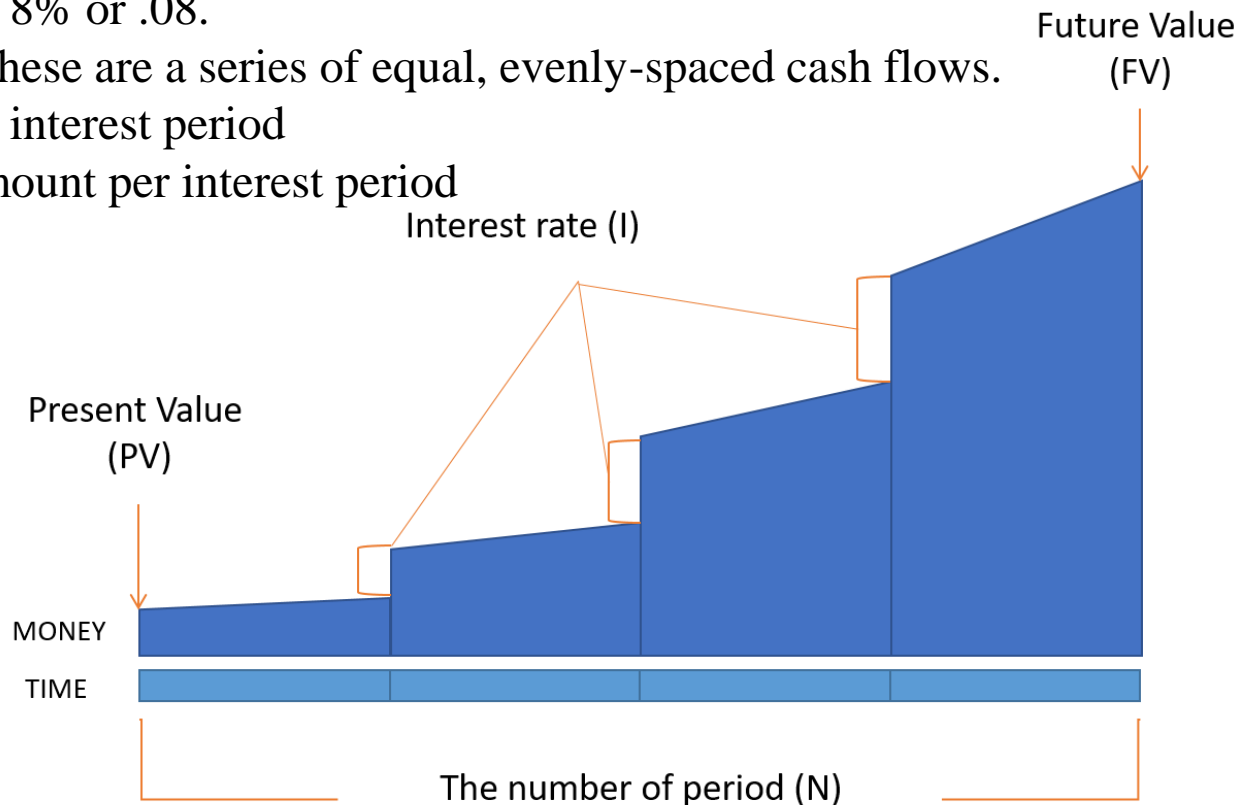 8% or .08.
hese are a series of equal, evenly-spaced cash flows.
interest period
mount per interest period
Future Value
(FV)
Interest rate (I)
Present Value
(PV)
MONEY
TIME
The number of period (N)